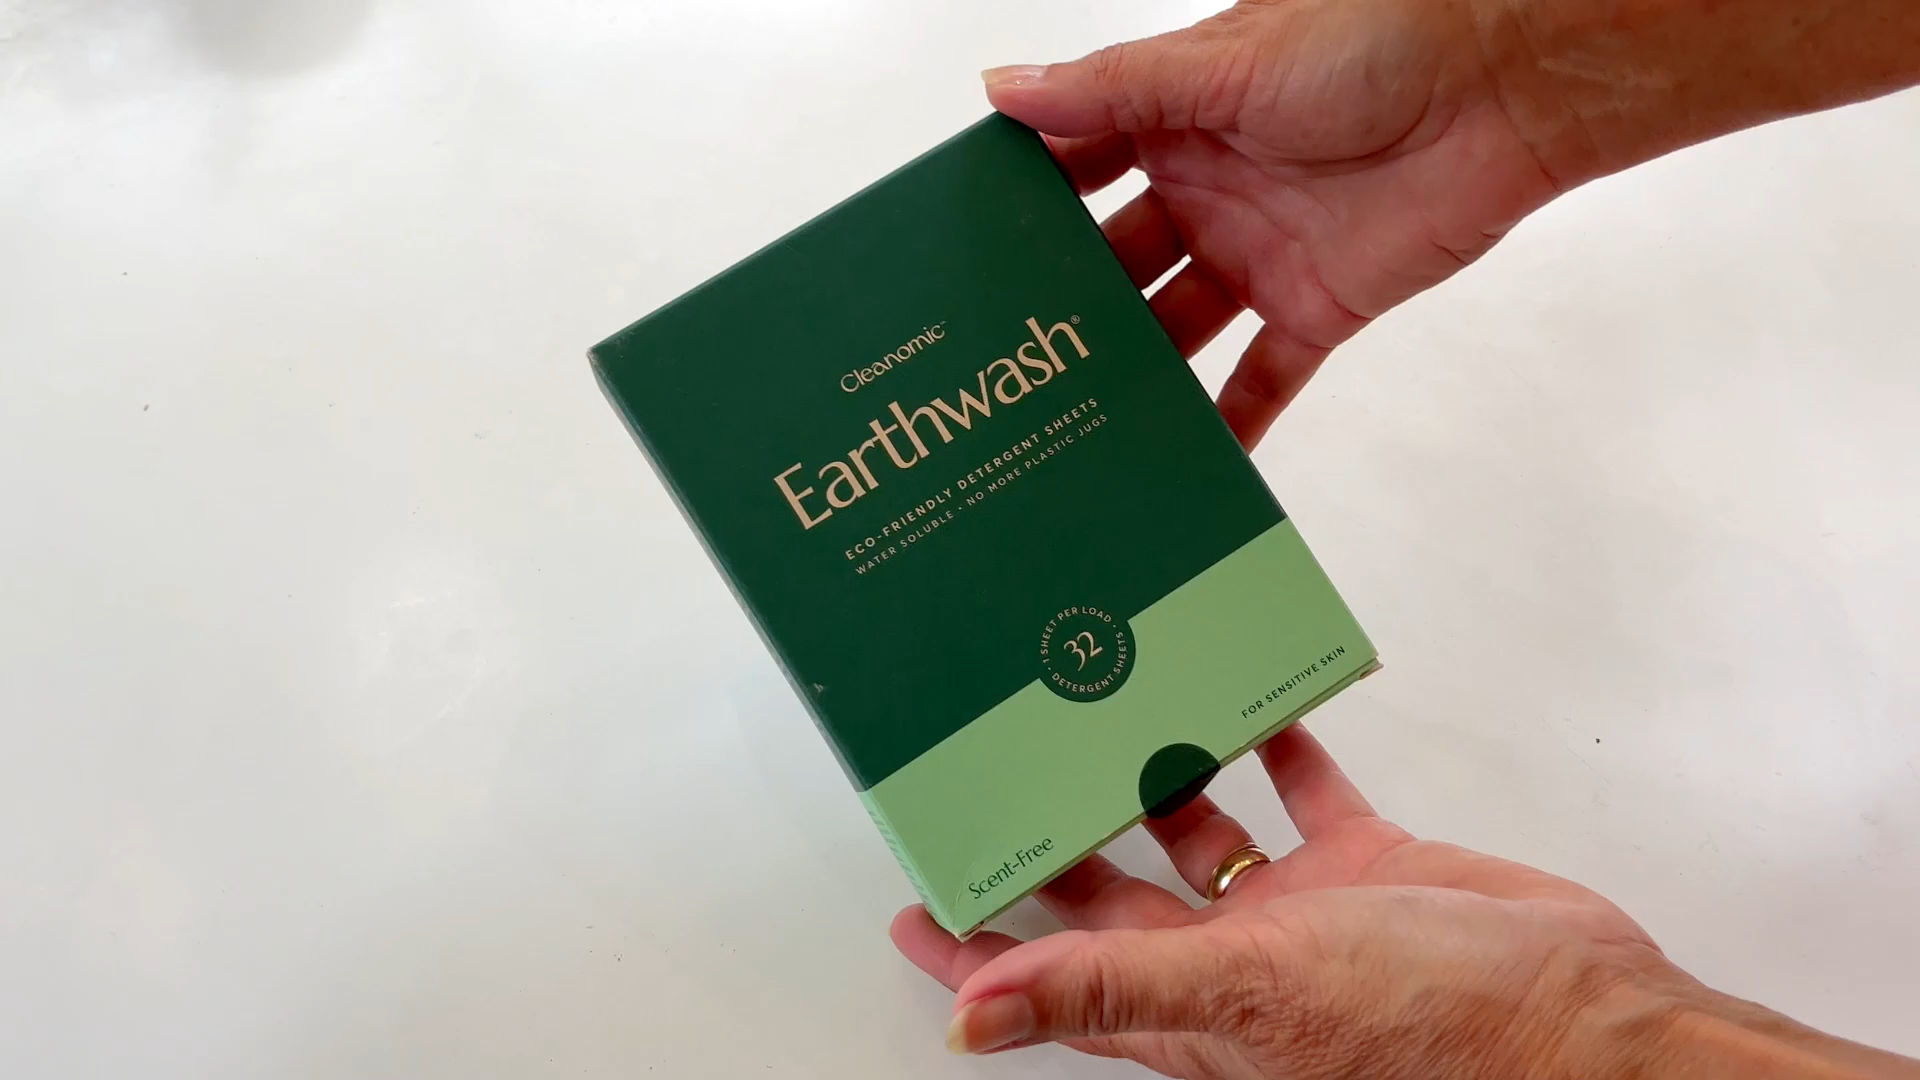 Cleanomic™
Earthwash®
ECO-FRIENDLY DETERGENT SHEETS
WATER SOLUBLE • NO MORE PLASTIC JUGS
• 1 SHEET PER LOAD •
32
DETERGENT SHEETS
FOR SENSITIVE SKIN
Scent-Free